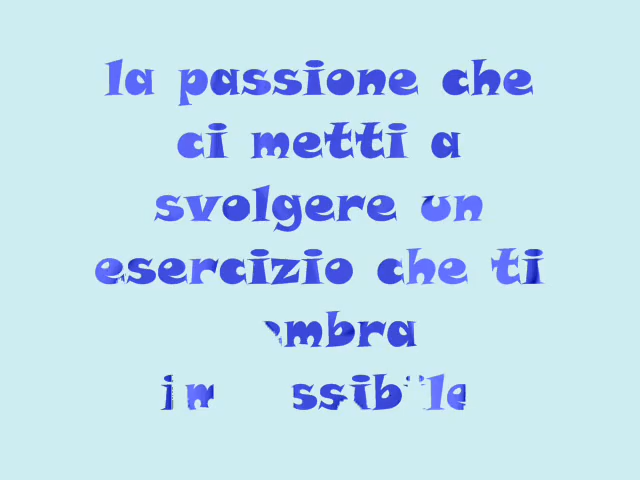 la passione che
ci metti a
svolgere un
esercizio che ti